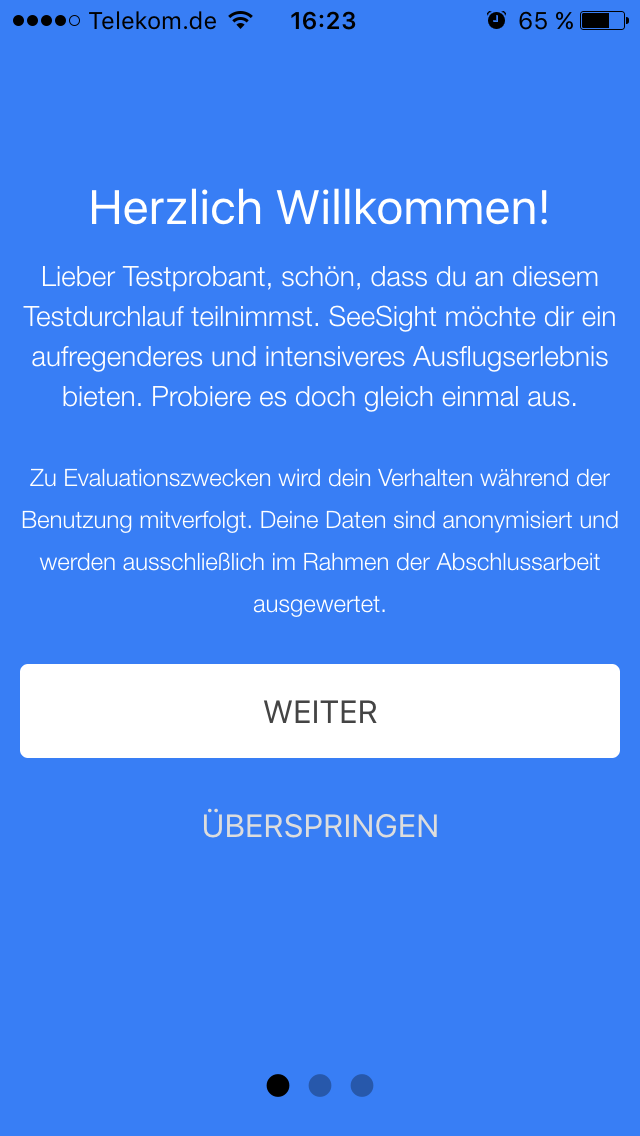 Telekom.de 16:23 65 %
Herzlich Willkommen!
Lieber Testprobant, schön, dass du an diesem
Testdurchlauf teilnimmst. SeeSight möchte dir ein
aufregenderes und intensiveres Ausflugserlebnis
bieten. Probiere es doch gleich einmal aus.
Zu Evaluationszwecken wird dein Verhalten während der
Benutzung mitverfolgt. Deine Daten sind anonymisiert und
werden ausschließlich im Rahmen der Abschlussarbeit
ausgewertet.
WEITER
ÜBERSPRINGEN